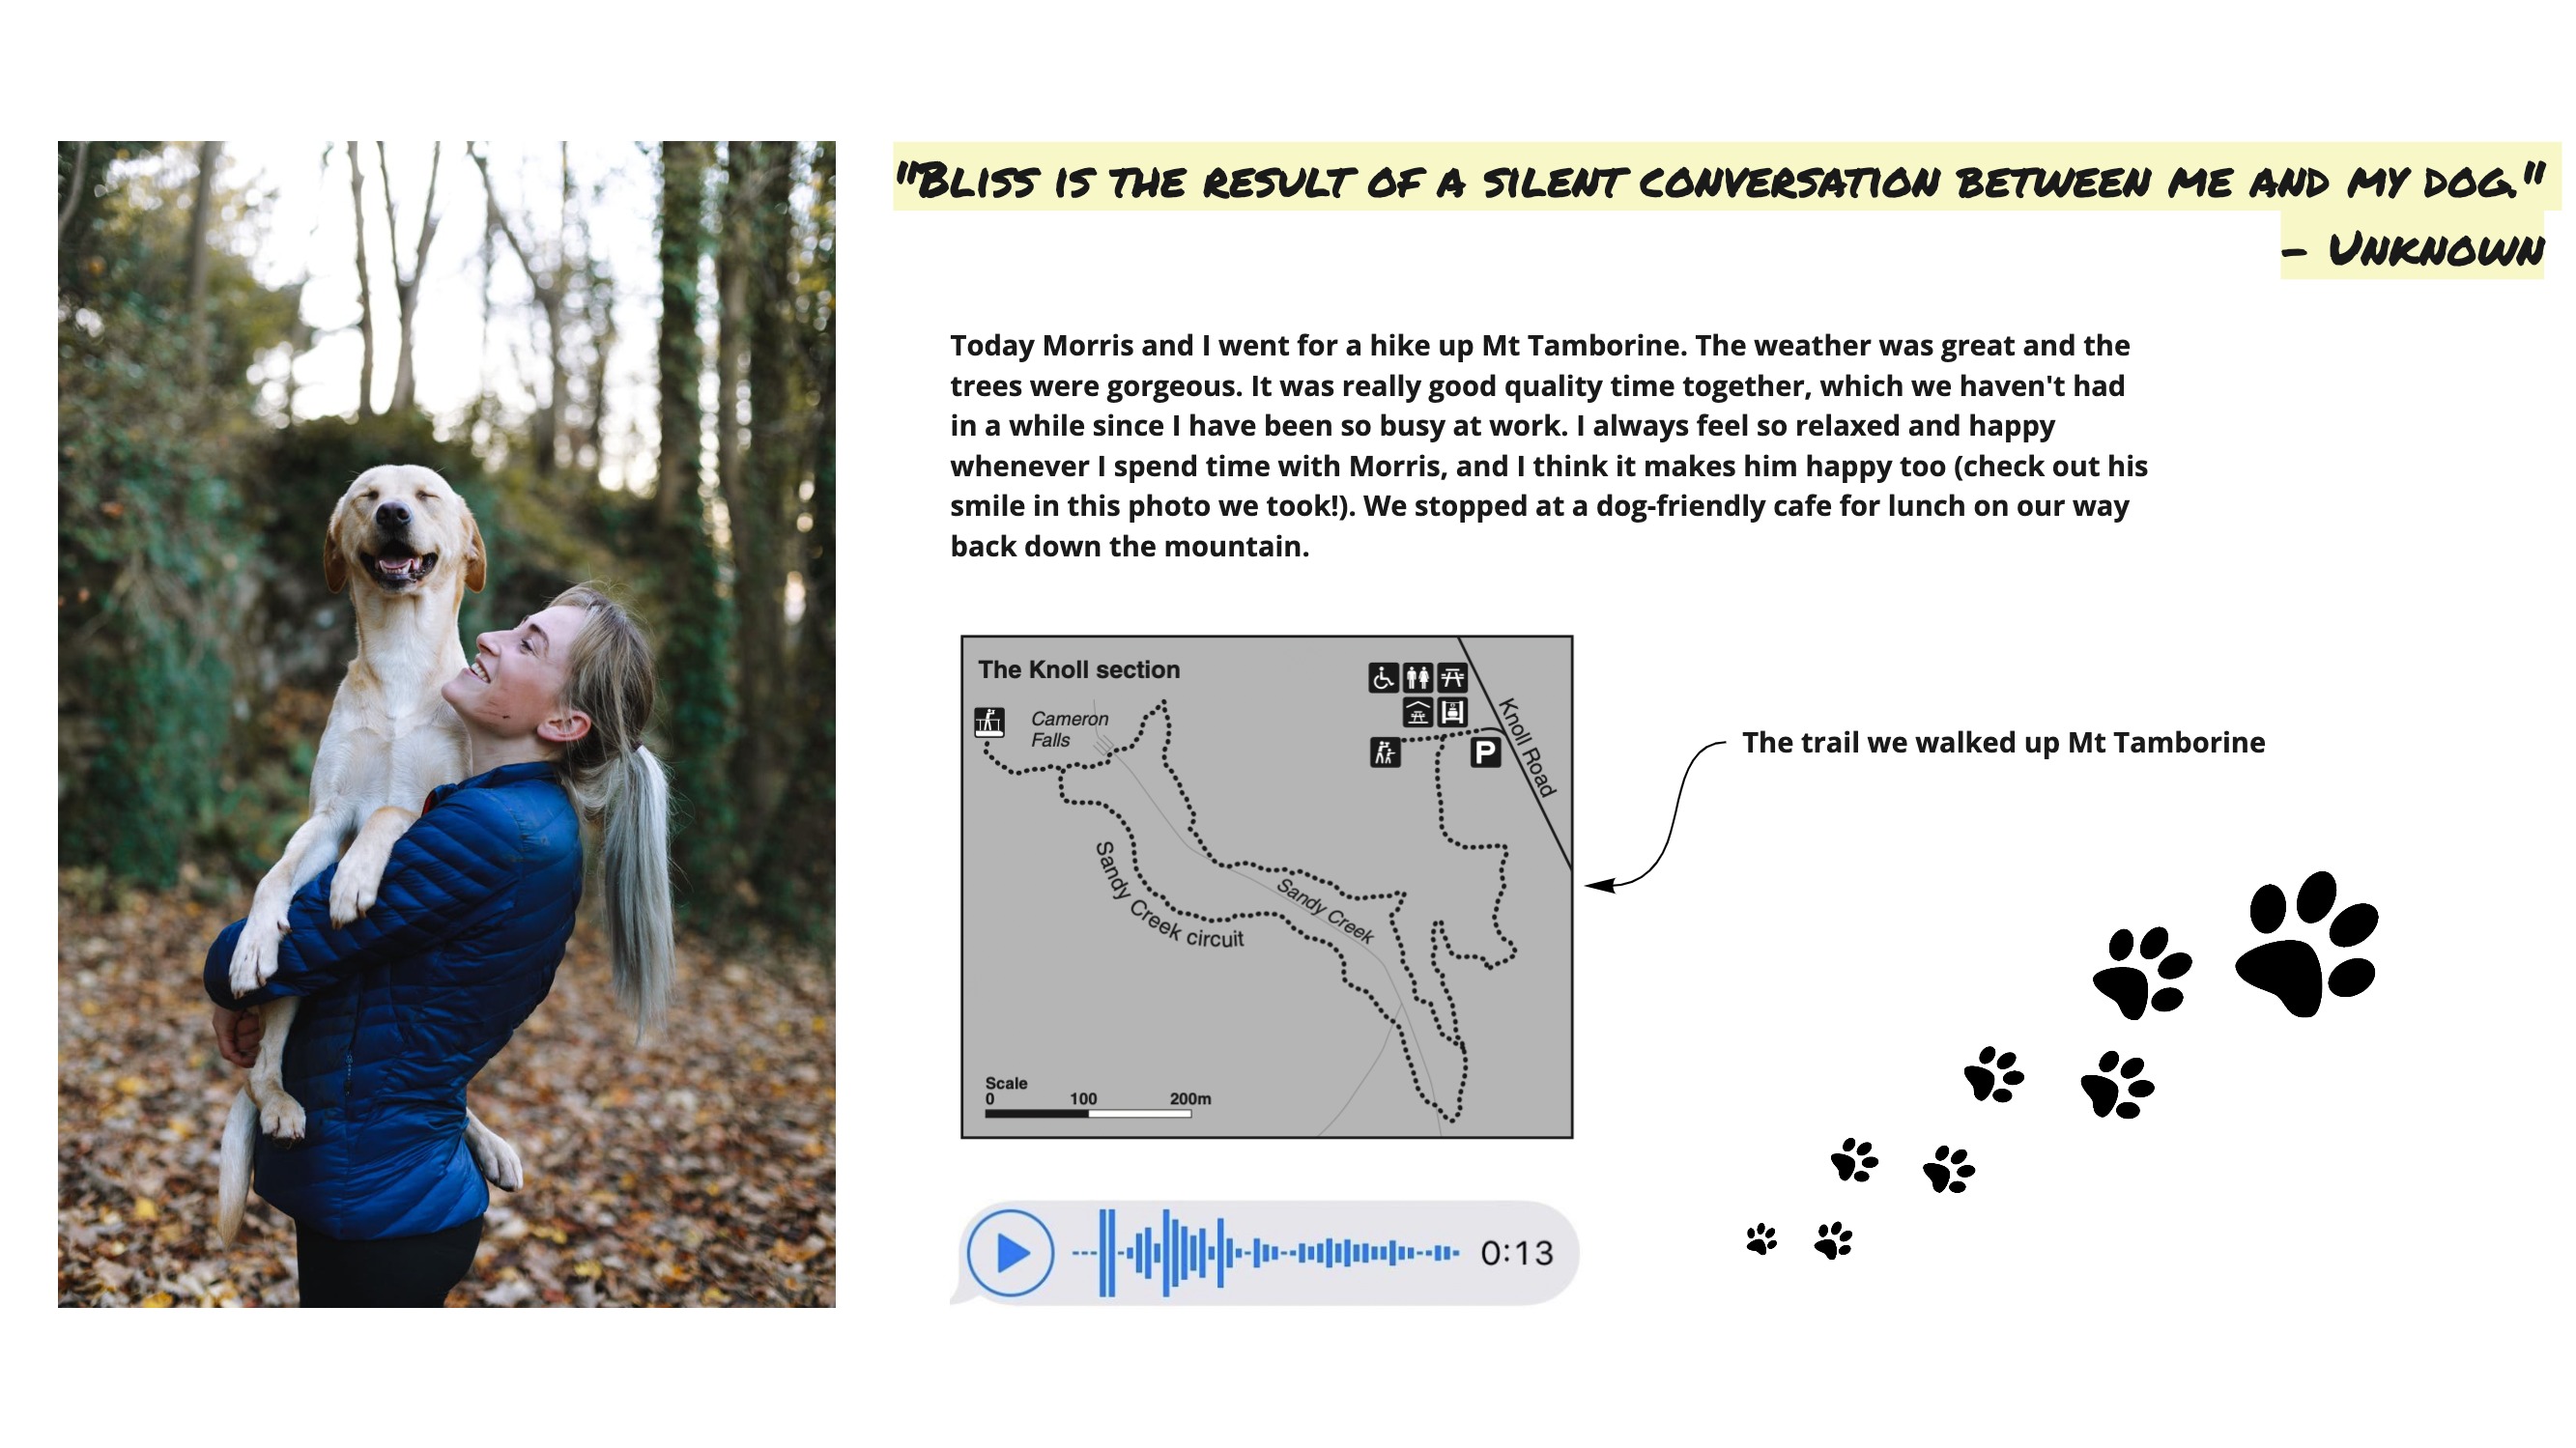 "Bliss is the result of a silent conversation between me and my dog."
- Unknown
Today Morris and I went for a hike up Mt Tamborine. The weather was great and the
trees were gorgeous. It was really good quality time together, which we haven't had
in a while since I have been so busy at work. I always feel so relaxed and happy
whenever I spend time with Morris, and I think it makes him happy too (check out his
smile in this photo we took!). We stopped at a dog-friendly cafe for lunch on our way
back down the mountain.
The Knoll section
Cameron
Falls
P
Knoll Road
Sandy Creek
Sandy Creek circuit
Scale
0 100 200m
The trail we walked up Mt Tamborine
0:13